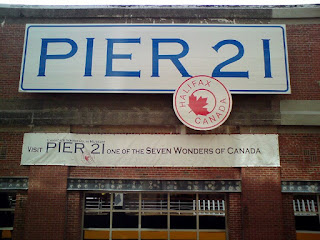 PIER 21
HALIFAX
CANADA
VISIT PIER 21 ONE OF THE SEVEN WONDERS OF CANADA